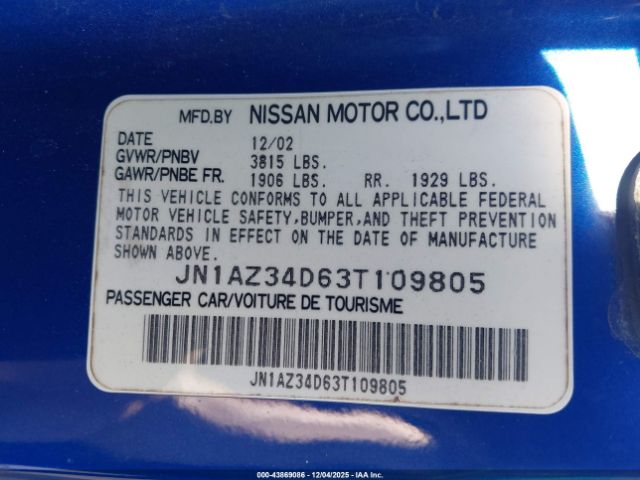 MFD.BY NISSAN MOTOR CO.,LTD
DATE 12/02
GVWR/PNBV 3815 LBS.
GAWR/PNBE FR. 1906 LBS. RR. 1929 LBS.
THIS VEHICLE CONFORMS TO ALL APPLICABLE FEDERAL
MOTOR VEHICLE SAFETY,BUMPER,AND THEFT PREVENTION
STANDARDS IN EFFECT ON THE DATE OF MANUFACTURE
SHOWN ABOVE.
JN1AZ34D63T109805
PASSENGER CAR/VOITURE DE TOURISME
JN1AZ34D63T109805
000-43869086 - 12/04/2025 - IAA Inc.